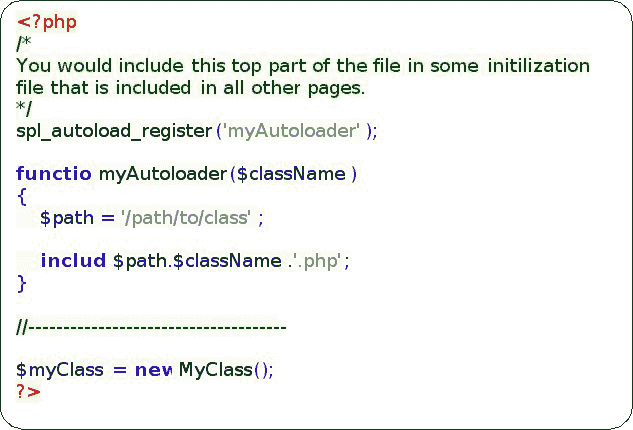 <?php
/*
You would include this top part of the file in some initilization
file that is included in all other pages.
*/
spl_autoload_register('myAutoloader');
functio myAutoloader($className)
{
$path = '/path/to/class';
includ $path.$className.'.php';
}
//-------------------------------------
$myClass = new MyClass();
?>